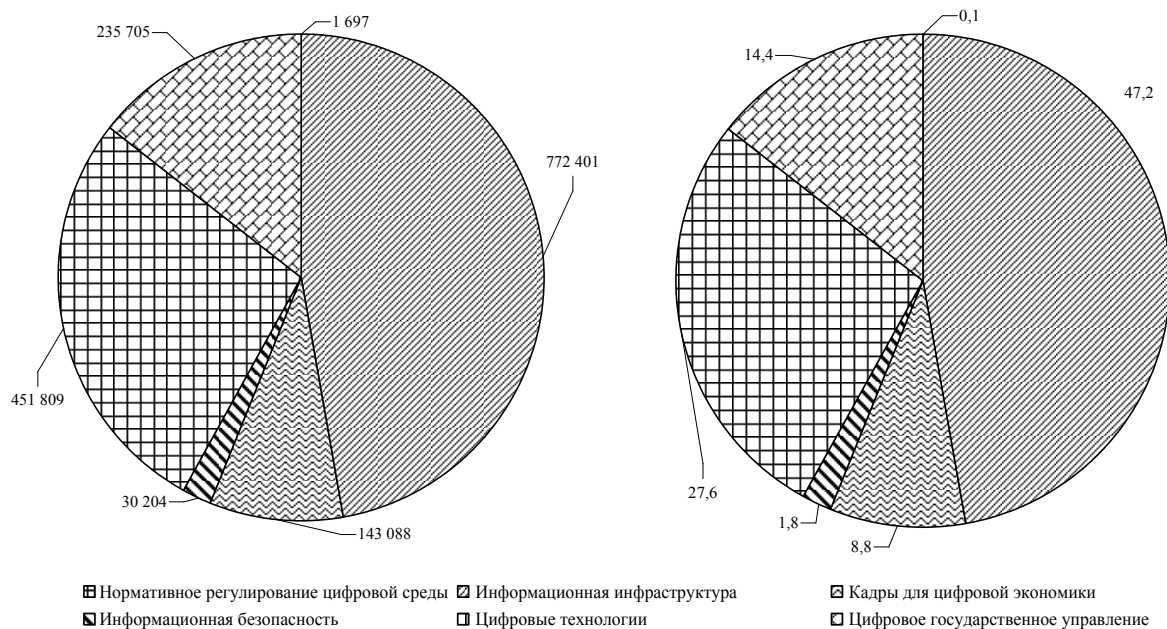 235 705
1 697
772 401
451 809
30 204
143 088
0,1
14,4
47,2
27,6
1,8
8,8
Нормативное регулирование цифровой среды
Информационная инфраструктура
Кадры для цифровой экономики
Информационная безопасность
Цифровые технологии
Цифровое государственное управление